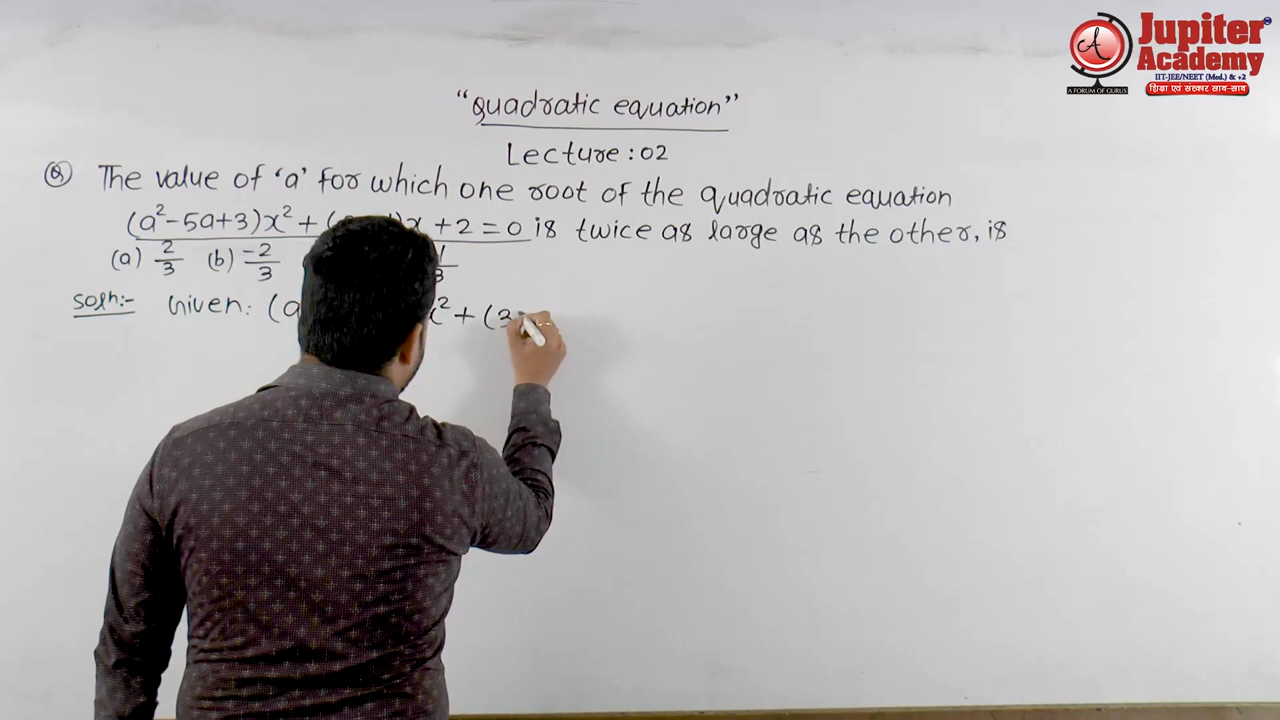 Jupiter
Academy
IIT-JEE/NEET (Med.) & +2
A FORUM OF GURUS
शिक्षा एवं संस्कार साथ-साथ
"Quadratic equation"
Lecture : 02
Q The value of 'a' for which one root of the quadratic equation
(a²-5a+3)x² + ( )x + 2 = 0 is twice as large as the other, is
(a) 2/3 (b) -2/3
Soln:- Given: (a x² + (3